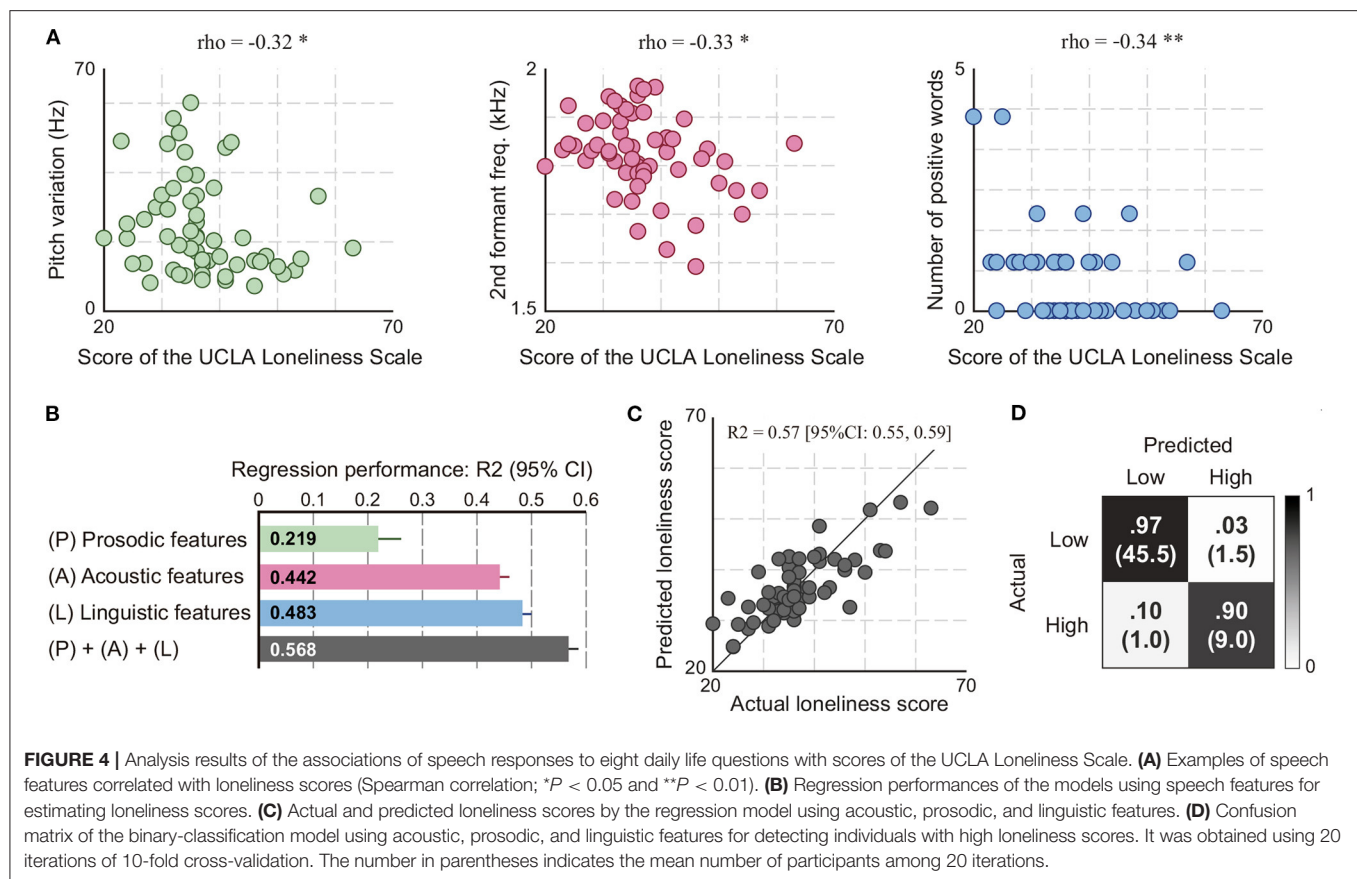 A
rho = -0.32 *
70
Pitch variation (Hz)
0
20
70
Score of the UCLA Loneliness Scale
rho = -0.33 *
2
2nd formant freq. (kHz)
1.5
20
70
Score of the UCLA Loneliness Scale
rho = -0.34 **
5
Number of positive words
0
20
70
Score of the UCLA Loneliness Scale
B
Regression performance: R2 (95% CI)
0 0.1 0.2 0.3 0.4 0.5 0.6
(P) Prosodic features 0.219
(A) Acoustic features 0.442
(L) Linguistic features 0.483
(P) + (A) + (L) 0.568
C
70
R2 = 0.57 [95%CI: 0.55, 0.59]
Predicted loneliness score
20
20
70
Actual loneliness score
D
Predicted
Low High
Actual
Low .97 .03
(45.5) (1.5)
High .10 .90
(1.0) (9.0)
1
0
FIGURE 4 | Analysis results of the associations of speech responses to eight daily life questions with scores of the UCLA Loneliness Scale. (A) Examples of speech
features correlated with loneliness scores (Spearman correlation; *P < 0.05 and **P < 0.01). (B) Regression performances of the models using speech features for
estimating loneliness scores. (C) Actual and predicted loneliness scores by the regression model using acoustic, prosodic, and linguistic features. (D) Confusion
matrix of the binary-classification model using acoustic, prosodic, and linguistic features for detecting individuals with high loneliness scores. It was obtained using 20
iterations of 10-fold cross-validation. The number in parentheses indicates the mean number of participants among 20 iterations.